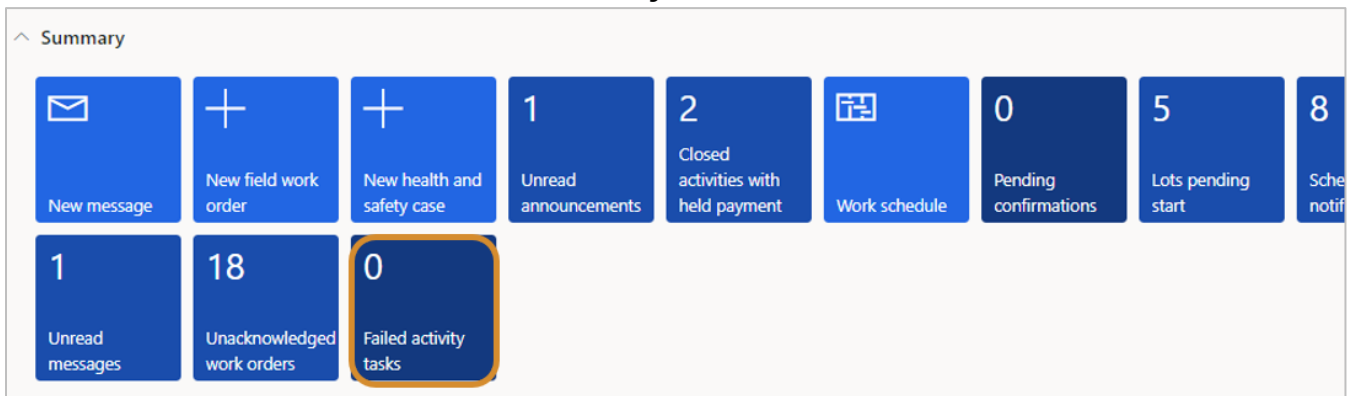 Summary
New message
New field work
order
New health and
safety case
1
Unread
announcements
2
Closed
activities with
held payment
Work schedule
0
Pending
confirmations
5
Lots pending
start
8
1
Unread
messages
18
Unacknowledged
work orders
0
Failed activity
tasks